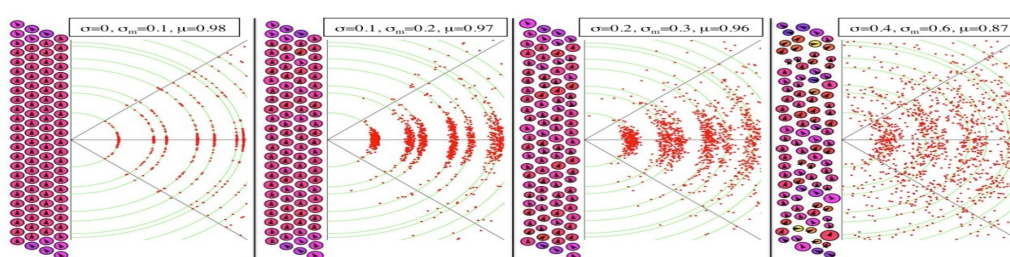 σ=0, σm=0.1, μ=0.98
σ=0.1, σm=0.2, μ=0.97
σ=0.2, σm=0.3, μ=0.96
σ=0.4, σm=0.6, μ=0.87